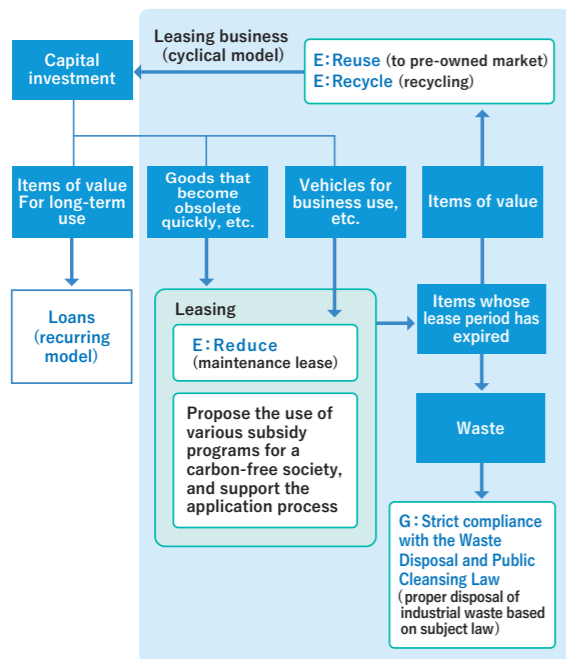 Leasing business
(cyclical model)
Capital
investment
E：Reuse (to pre-owned market)
E：Recycle (recycling)
Items of value
For long-term
use
Goods that
become
obsolete
quickly, etc.
Vehicles for
business use,
etc.
Items of value
Loans
(recurring
model)
Leasing
E：Reduce
(maintenance lease)
Propose the use of
various subsidy
programs for a
carbon-free society,
and support the
application process
Items whose
lease period has
expired
Waste
G：Strict compliance
with the Waste
Disposal and Public
Cleansing Law
(proper disposal of
industrial waste based
on subject law)